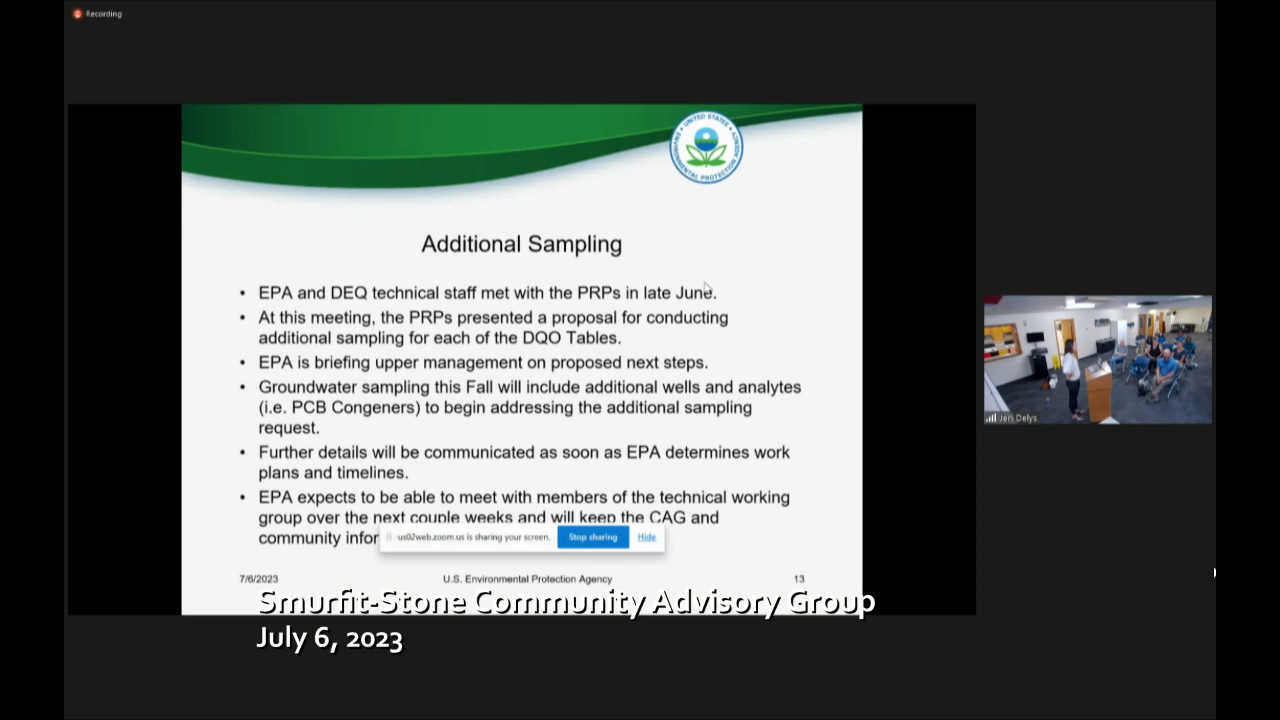 Recording
UNITED STATES
ENVIRONMENTAL PROTECTION AGENCY
Additional Sampling
• EPA and DEQ technical staff met with the PRPs in late June.
• At this meeting, the PRPs presented a proposal for conducting
additional sampling for each of the DQO Tables.
• EPA is briefing upper management on proposed next steps.
• Groundwater sampling this Fall will include additional wells and analytes
(i.e. PCB Congeners) to begin addressing the additional sampling
request.
• Further details will be communicated as soon as EPA determines work
plans and timelines.
• EPA expects to be able to meet with members of the technical working
group over the next couple weeks and will keep the CAG and
community infor
us02web.zoom.us is sharing your screen.
Stop sharing
Hide
7/6/2023
U.S. Environmental Protection Agency
13
Jeri Delys
Smurfit-Stone Community Advisory Group
July 6, 2023